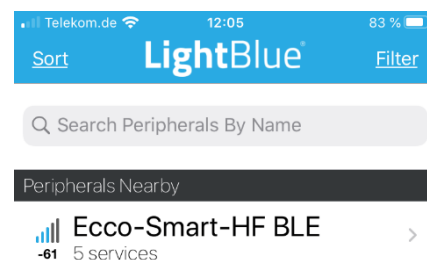 Telekom.de 12:05 83 %
Sort LightBlue® Filter
Search Peripherals By Name
Peripherals Nearby
Ecco-Smart-HF BLE
-61 5 services